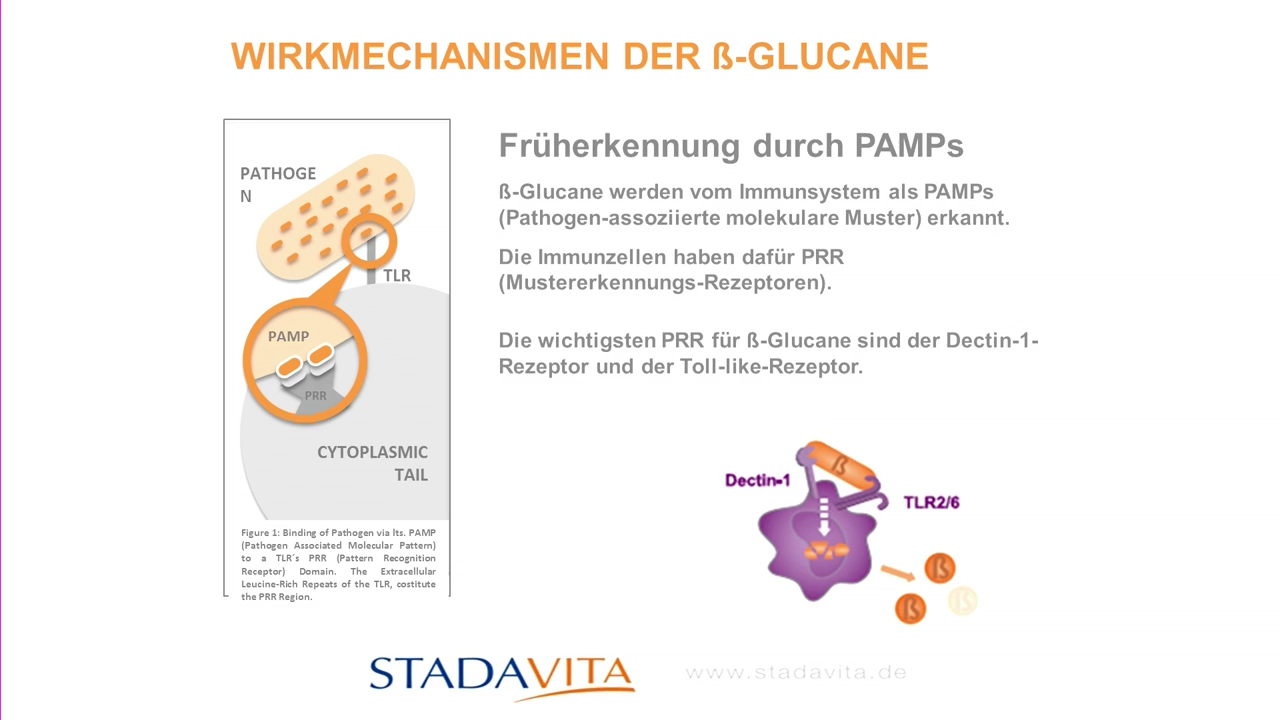 WIRKMECHANISMEN DER ß-GLUCANE
PATHOGE
N
TLR
PAMP
PRR
CYTOPLASMIC
TAIL
Figure 1: Binding of Pathogen via Its. PAMP
(Pathogen Associated Molecular Pattern)
to a TLR´s PRR (Pattern Recognition
Receptor) Domain. The Extracellular
Leucine-Rich Repeats of the TLR, costitute
the PRR Region.
Früherkennung durch PAMPs
ß-Glucane werden vom Immunsystem als PAMPs
(Pathogen-assoziierte molekulare Muster) erkannt.
Die Immunzellen haben dafür PRR
(Mustererkennungs-Rezeptoren).
Die wichtigsten PRR für ß-Glucane sind der Dectin-1-
Rezeptor und der Toll-like-Rezeptor.
ß
Dectin-1
TLR2/6
ß
ß
ß
STADAVITA
www.stadavita.de